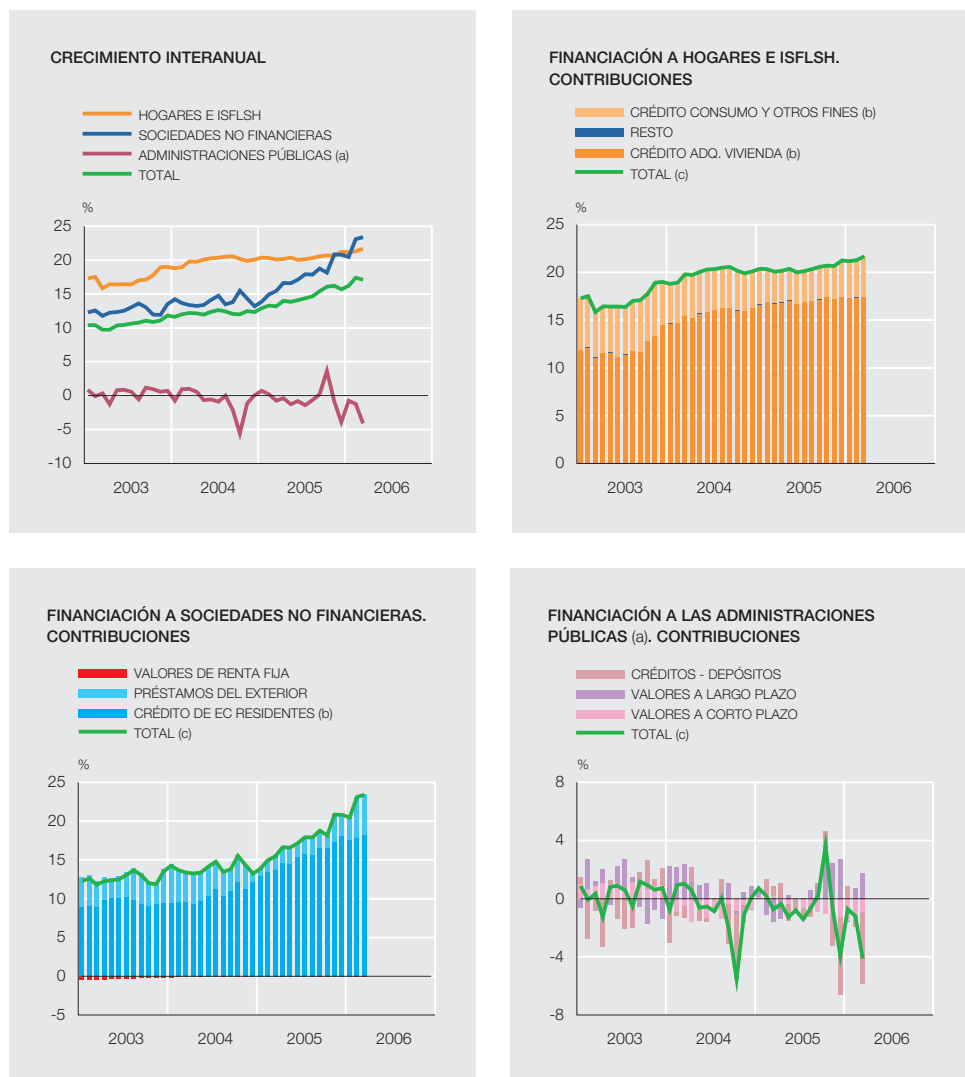 CRECIMIENTO INTERANUAL
HOGARES E ISFLSH
SOCIEDADES NO FINANCIERAS
ADMINISTRACIONES PÚBLICAS (a)
TOTAL
%
25
20
15
10
5
0
-5
-10
2003 2004 2005 2006
FINANCIACIÓN A HOGARES E ISFLSH.
CONTRIBUCIONES
CRÉDITO CONSUMO Y OTROS FINES (b)
RESTO
CRÉDITO ADQ. VIVIENDA (b)
TOTAL (c)
%
25
20
15
10
5
0
2003 2004 2005 2006
FINANCIACIÓN A SOCIEDADES NO FINANCIERAS.
CONTRIBUCIONES
VALORES DE RENTA FIJA
PRÉSTAMOS DEL EXTERIOR
CRÉDITO DE EC RESIDENTES (b)
TOTAL (c)
%
25
20
15
10
5
0
-5
2003 2004 2005 2006
FINANCIACIÓN A LAS ADMINISTRACIONES
PÚBLICAS (a). CONTRIBUCIONES
CRÉDITOS - DEPÓSITOS
VALORES A LARGO PLAZO
VALORES A CORTO PLAZO
TOTAL (c)
%
8
4
0
-4
-8
2003 2004 2005 2006